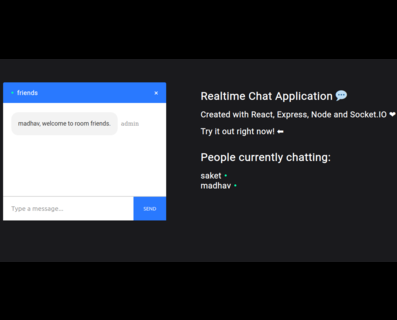 friends
madhav, welcome to room friends.
admin
Type a message...
SEND
Realtime Chat Application 💬
Created with React, Express, Node and Socket.IO ❤
Try it out right now! ⬅
People currently chatting:
saket
madhav